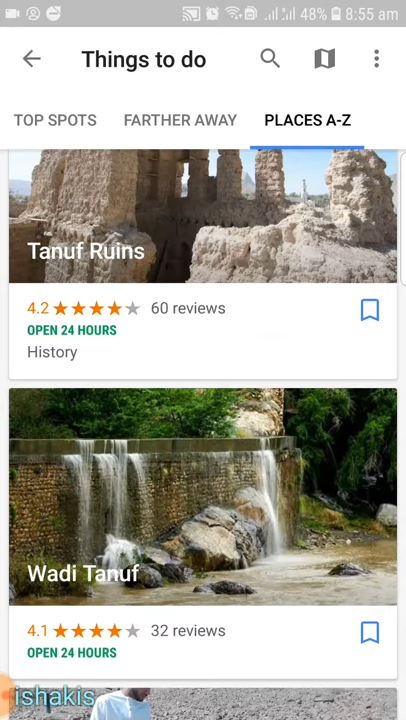 48% 8:55 am
Things to do
TOP SPOTS FARTHER AWAY PLACES A-Z
Tanuf Ruins
4.2 60 reviews
OPEN 24 HOURS
History
Wadi Tanuf
4.1 32 reviews
OPEN 24 HOURS
ishakis